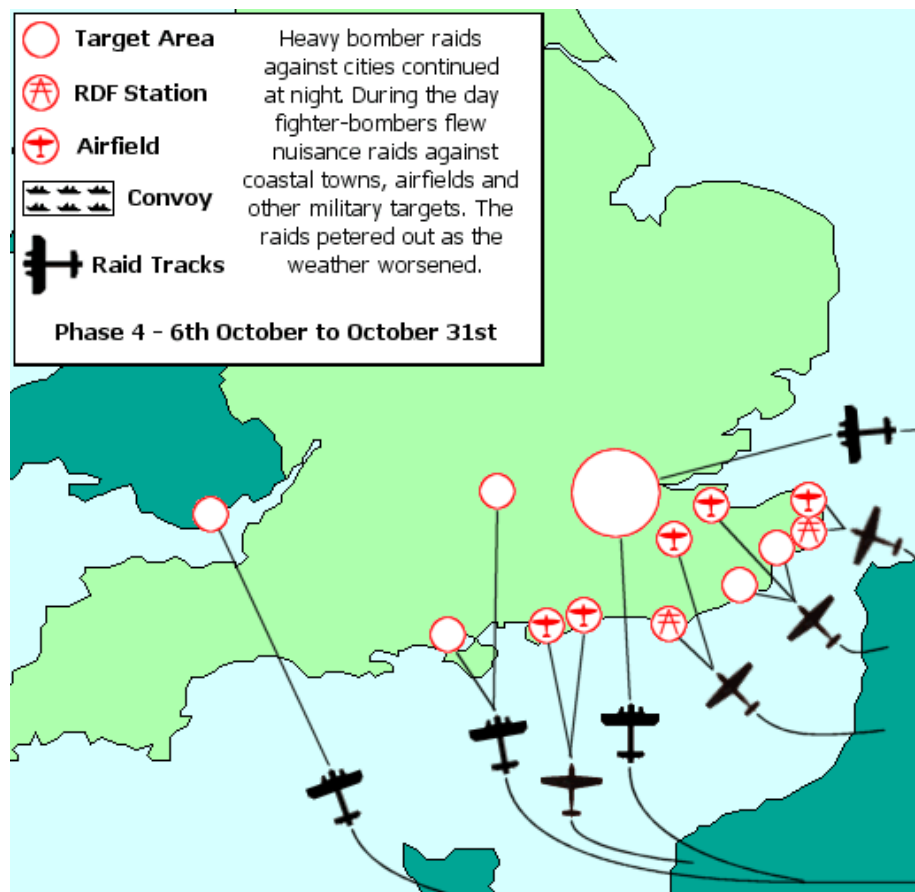 Target Area
RDF Station
Airfield
Convoy
Raid Tracks
Heavy bomber raids
against cities continued
at night. During the day
fighter-bombers flew
nuisance raids against
coastal towns, airfields and
other military targets. The
raids petered out as the
weather worsened.
Phase 4 - 6th October to October 31st